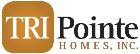 TRI Pointe
HOMES, INC.